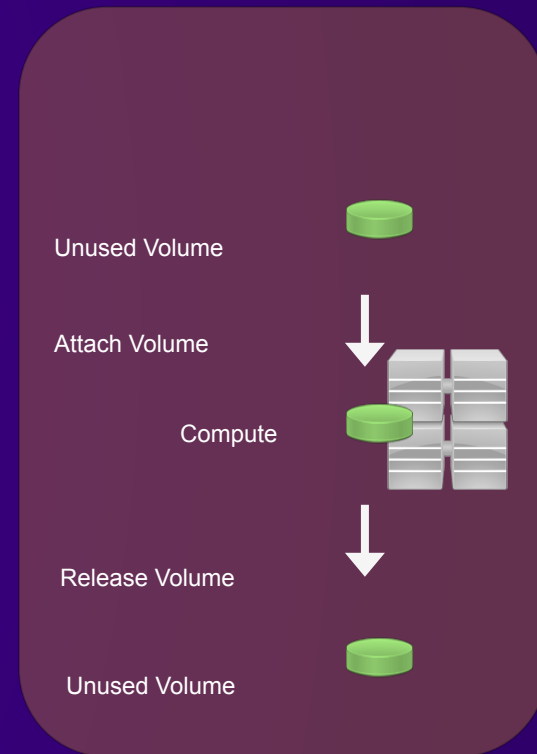 Unused Volume
Attach Volume
Compute
Release Volume
Unused Volume